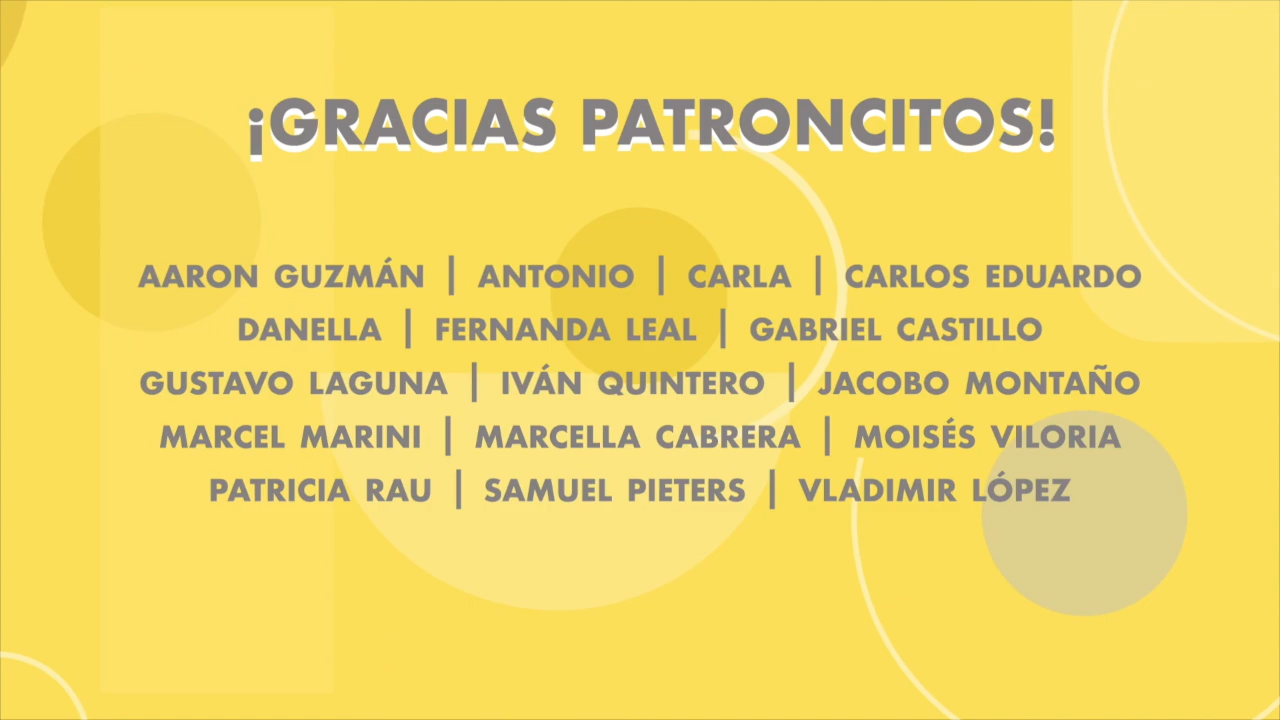 ¡GRACIAS PATRONCITOS!
AARON GUZMÁN | ANTONIO | CARLA | CARLOS EDUARDO
DANELLA | FERNANDA LEAL | GABRIEL CASTILLO
GUSTAVO LAGUNA | IVÁN QUINTERO | JACOBO MONTAÑO
MARCEL MARINI | MARCELLA CABRERA | MOISÉS VILORIA
PATRICIA RAU | SAMUEL PIETERS | VLADIMIR LÓPEZ